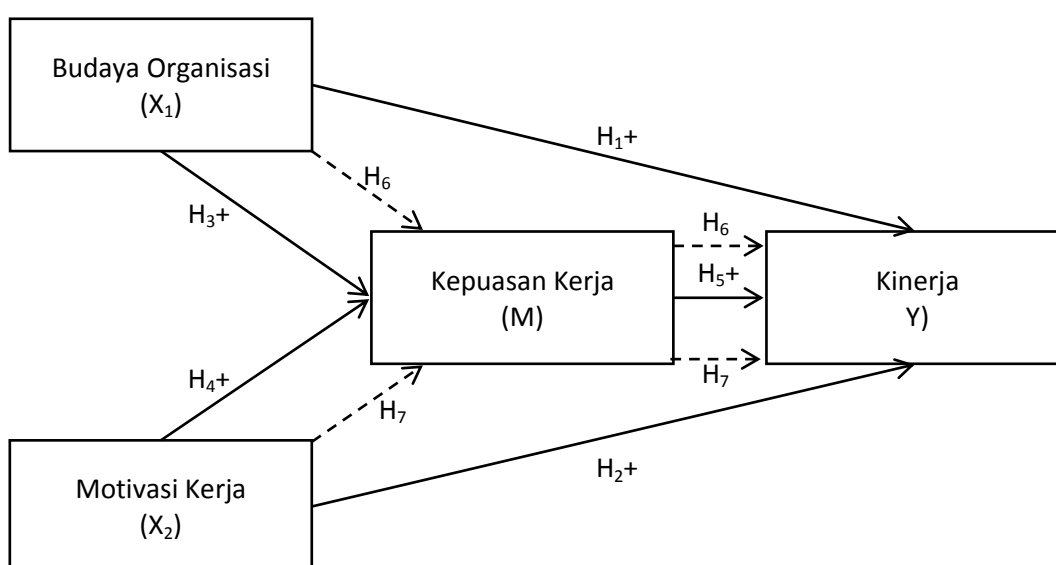 Budaya Organisasi
(X₁)
H₁+
H₆
H₃+
H₆
Kepuasan Kerja
(M)
H₅+
Kinerja
Y)
H₄+
H₇
H₇
H₂+
Motivasi Kerja
(X₂)